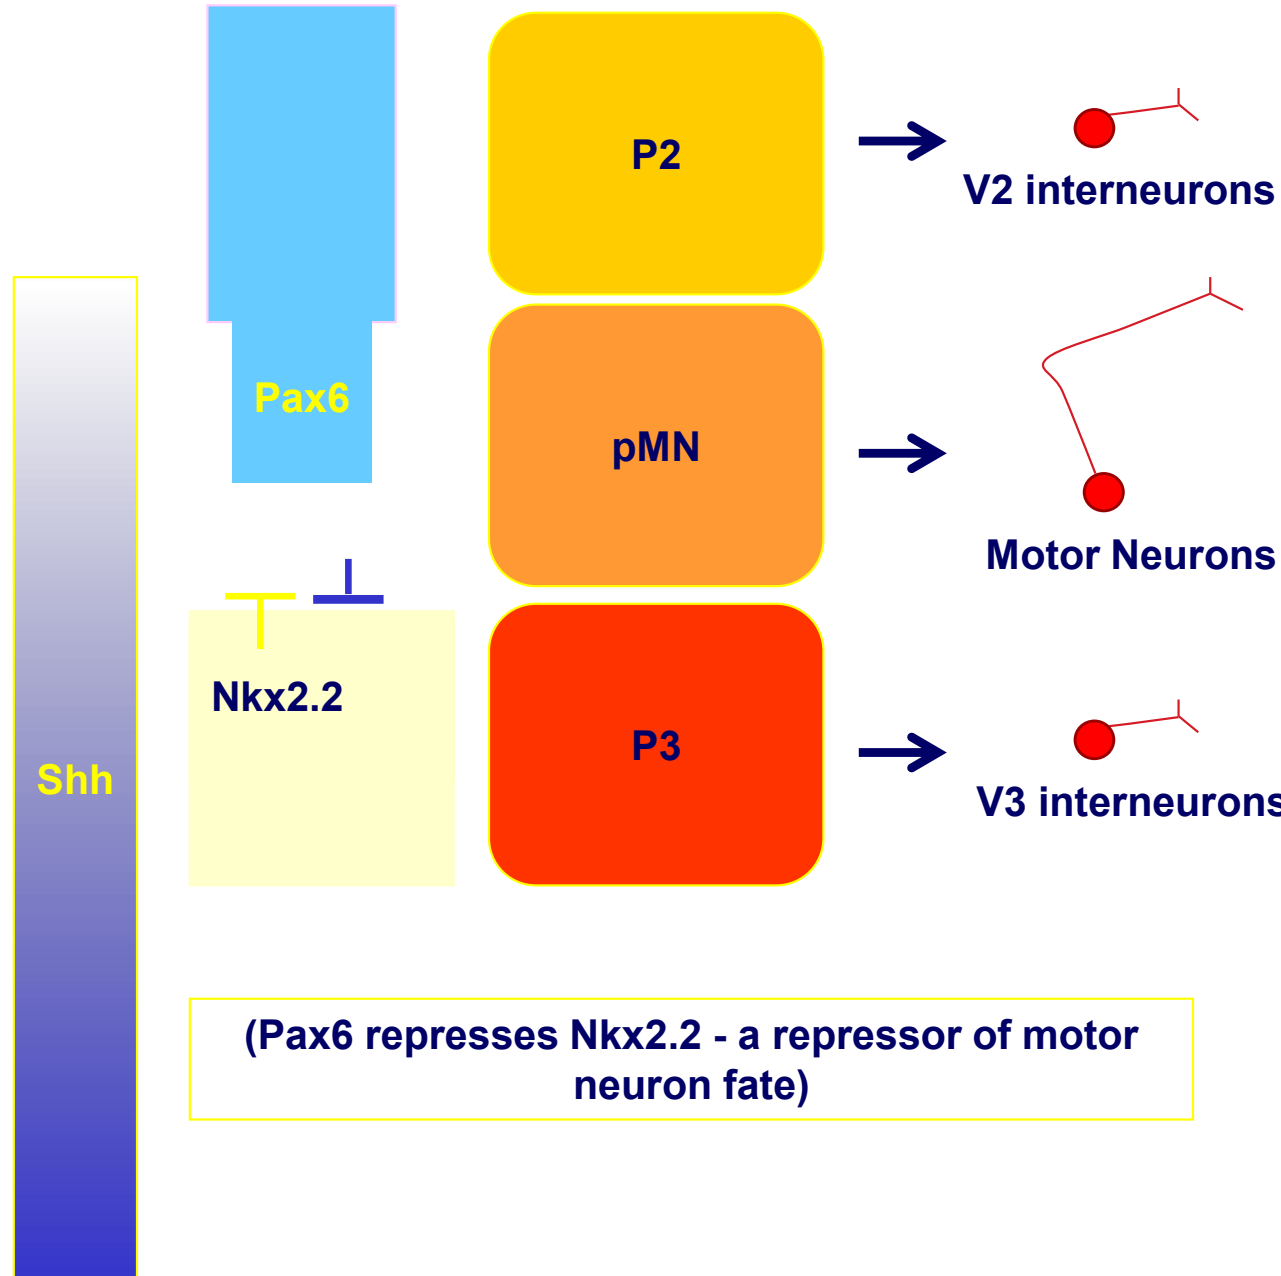 P2
V2 interneurons
Pax6
pMN
Motor Neurons
Nkx2.2
P3
Shh
V3 interneurons
(Pax6 represses Nkx2.2 - a repressor of motor
neuron fate)